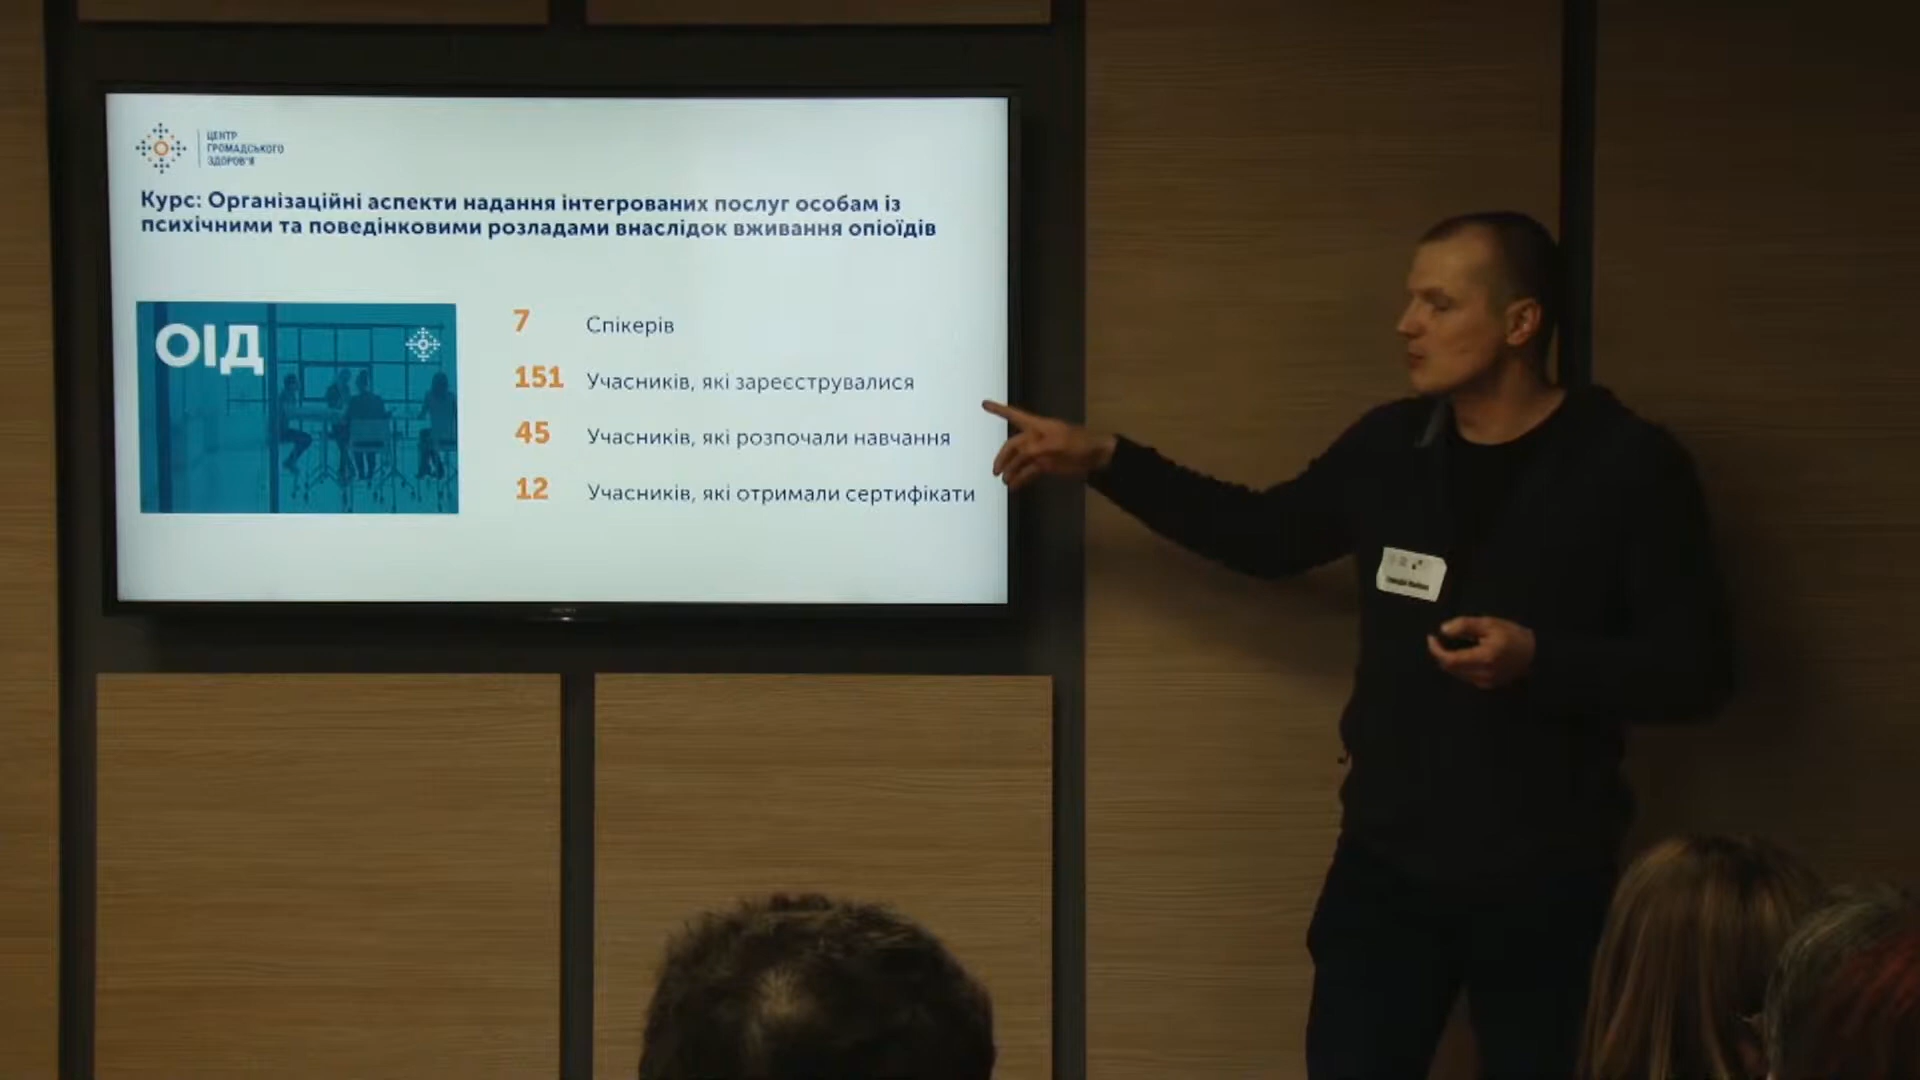 ЦЕНТР
ГРОМАДСЬКОГО
ЗДОРОВ'Я
Курс: Організаційні аспекти надання інтегрованих послуг особам із
психічними та поведінковими розладами внаслідок вживання опіоїдів
ОІД
7 Спікерів
151 Учасників, які зареєструвалися
45 Учасників, які розпочали навчання
12 Учасників, які отримали сертифікати